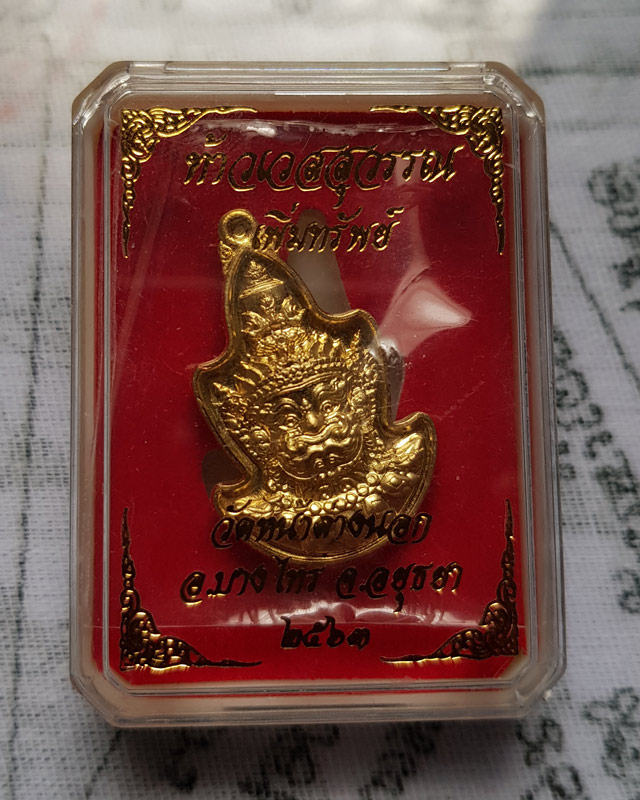 ท้าวเวสสุวรรณ
เพิ่มทรัพย์
วัดหน้าต่างนอก
อ.บางไทร จ.อยุธยา
๒๕๖๓